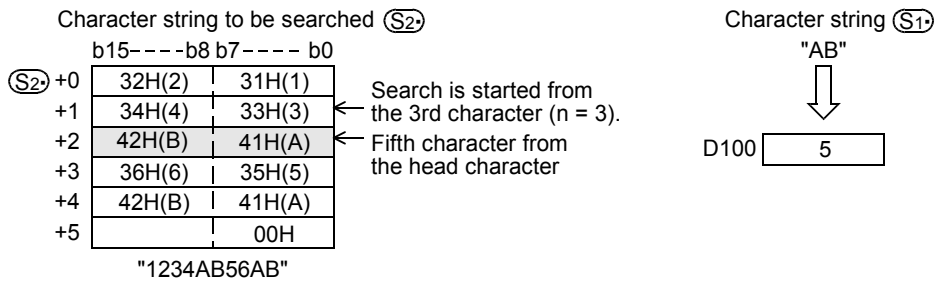 Character string to be searched (S2•)
b15----b8 b7---- b0
(S2•) +0 32H(2) 31H(1)
+1 34H(4) 33H(3)
+2 42H(B) 41H(A)
+3 36H(6) 35H(5)
+4 42H(B) 41H(A)
+5 00H
"1234AB56AB"
Search is started from
the 3rd character (n = 3).
Fifth character from
the head character
Character string (S1•)
"AB"
D100 5